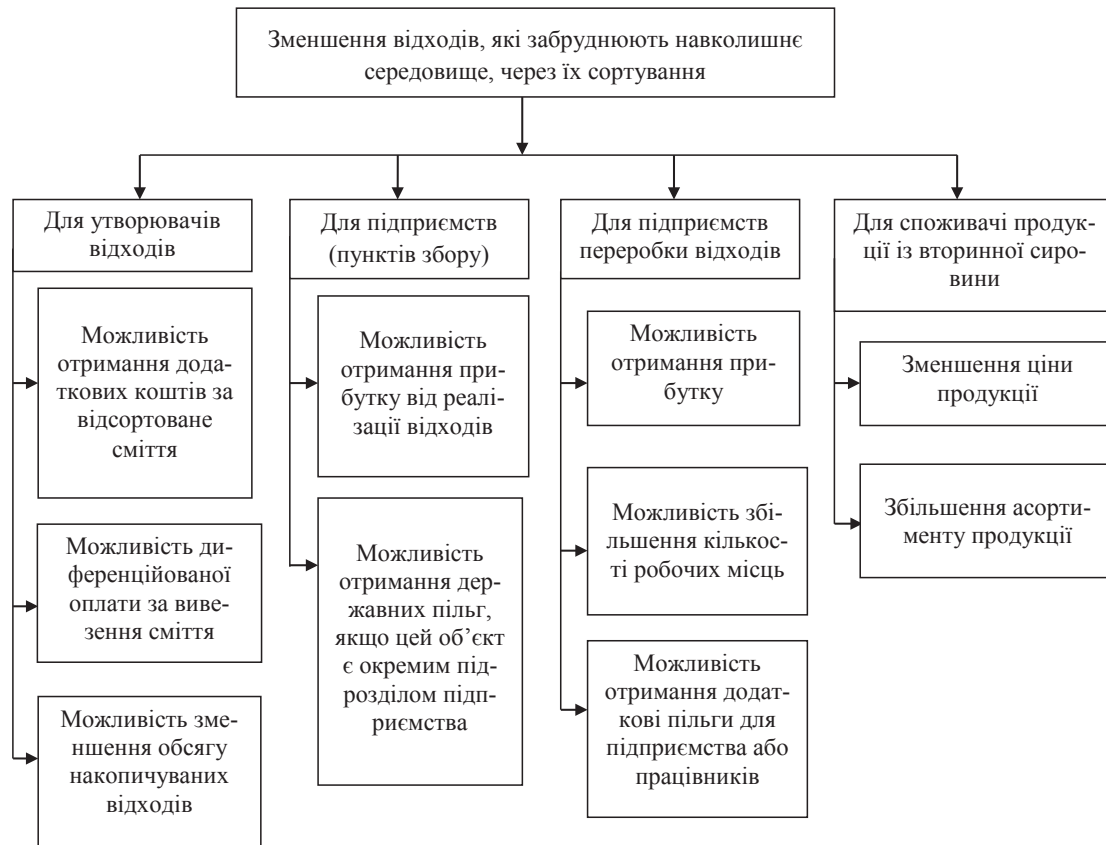 Зменшення відходів, які забруднюють навколишнє
середовище, через їх сортування
Для утворювачів
відходів
Можливість
отримання дода-
ткових коштів за
відсортоване
сміття
Можливість ди-
ференційованої
оплати за виве-
зення сміття
Можливість зме-
ншення обсягу
накопичуваних
відходів
Для підприємств
(пунктів збору)
Можливість
отримання при-
бутку від реалі-
зації відходів
Можливість
отримання дер-
жавних пільг,
якщо цей об’єкт
є окремим під-
розділом підп-
риємства
Для підприємств
переробки відходів
Можливість
отримання при-
бутку
Можливість збі-
льшення кількос-
ті робочих місць
Можливість
отримання додат-
кові пільги для
підприємства або
працівників
Для споживачі продук-
ції із вторинної сиро-
вини
Зменшення ціни
продукції
Збільшення асорти-
менту продукції